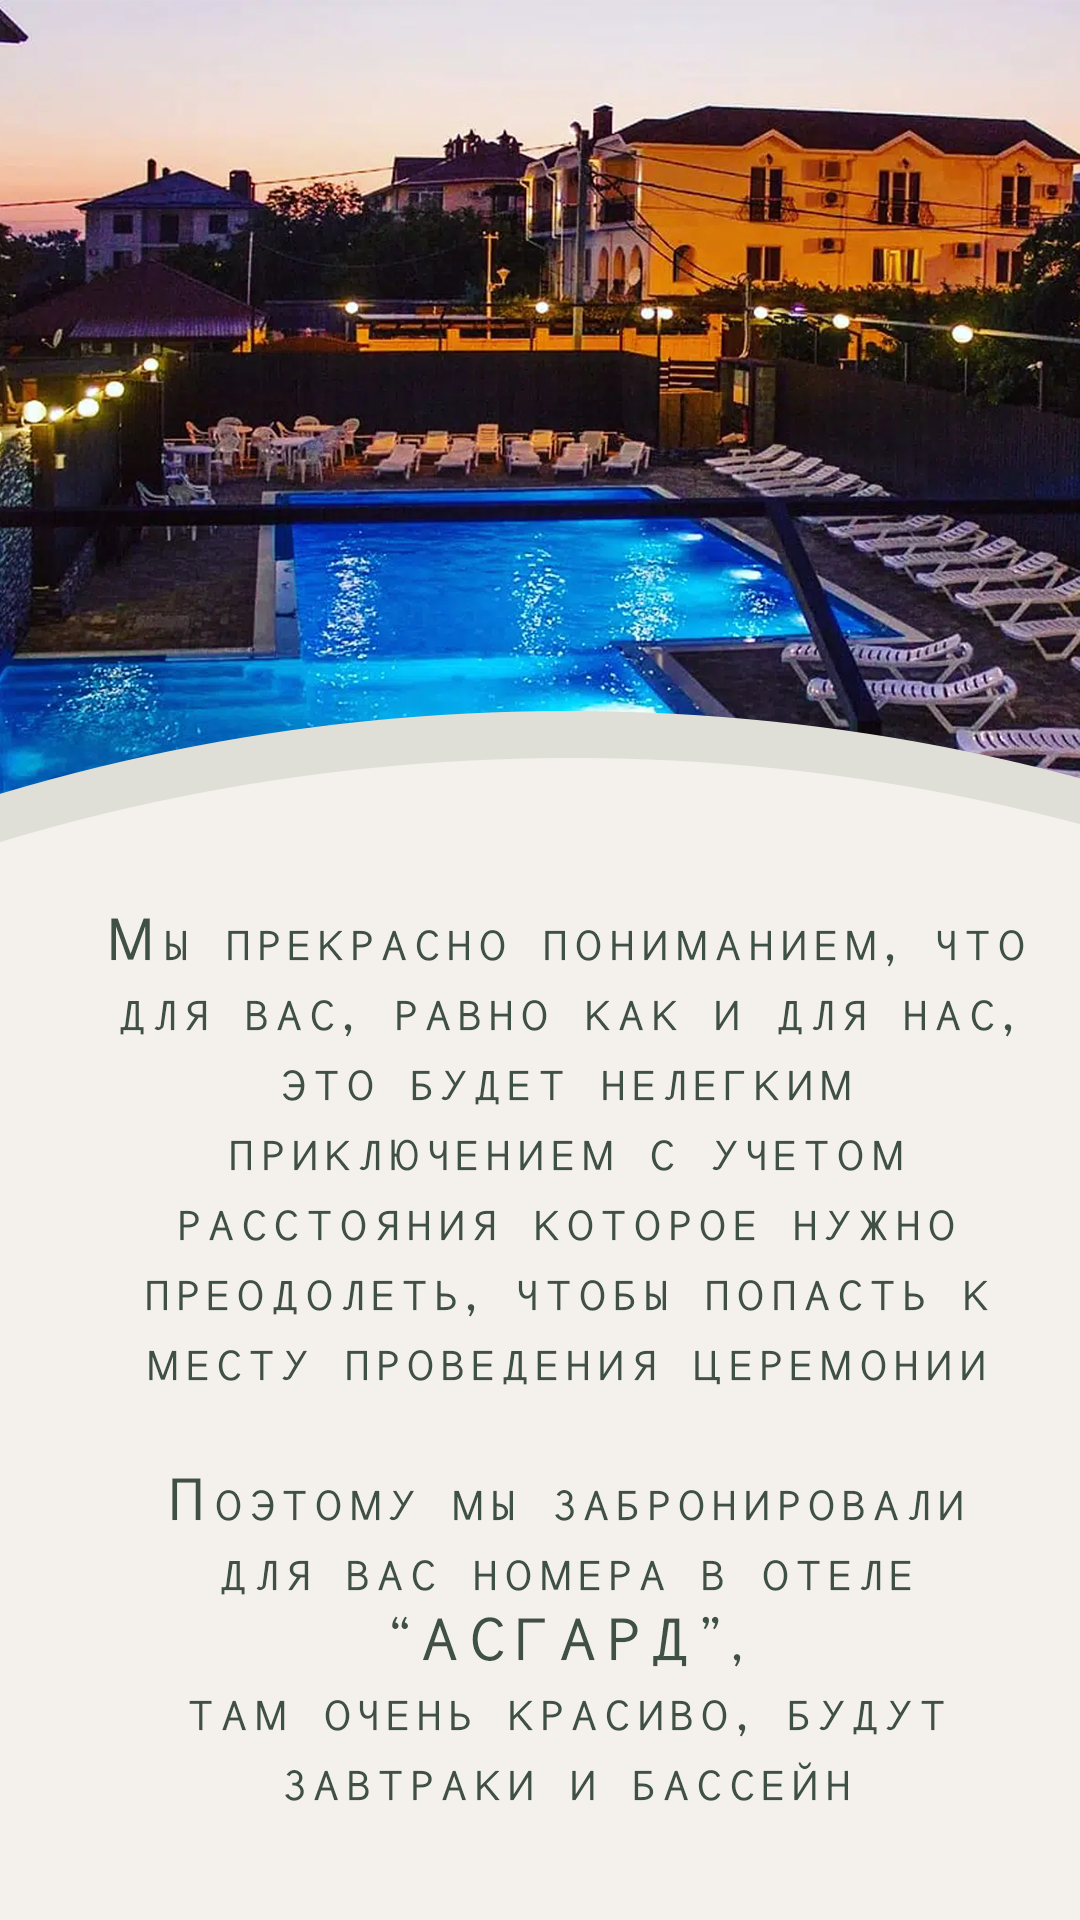 Мы прекрасно пониманием, что
для вас, равно как и для нас,
это будет нелегким
приключением с учетом
расстояния которое нужно
преодолеть, чтобы попасть к
месту проведения церемонии
Поэтому мы забронировали
для вас номера в отеле
“АСГАРД”,
там очень красиво, будут
завтраки и бассейн